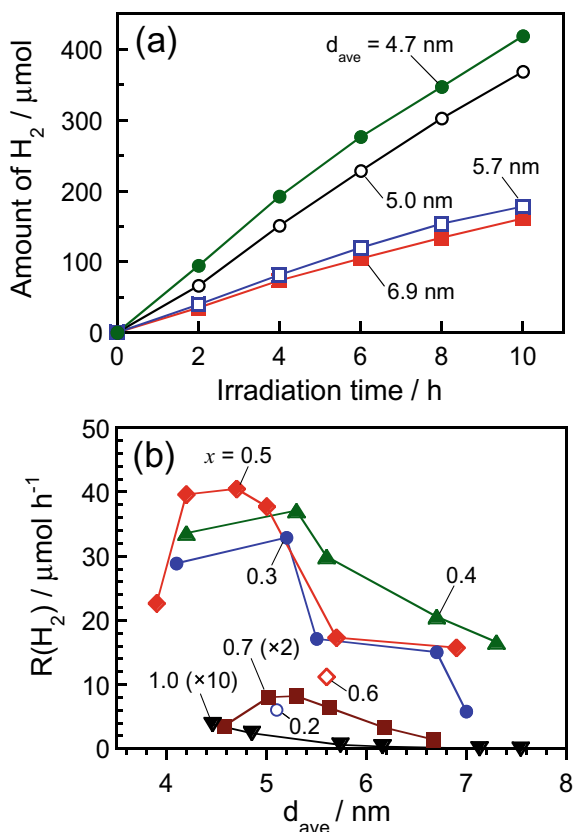 (a)
d_ave = 4.7 nm
5.0 nm
5.7 nm
6.9 nm
Amount of H₂ / μmol
400
300
200
100
0
0 2 4 6 8 10
Irradiation time / h
(b)
x = 0.5
0.3
0.4
0.7 (×2)
0.6
1.0 (×10)
0.2
R(H₂) / μmol h⁻¹
50
40
30
20
10
0
4 5 6 7 8
d_ave / nm